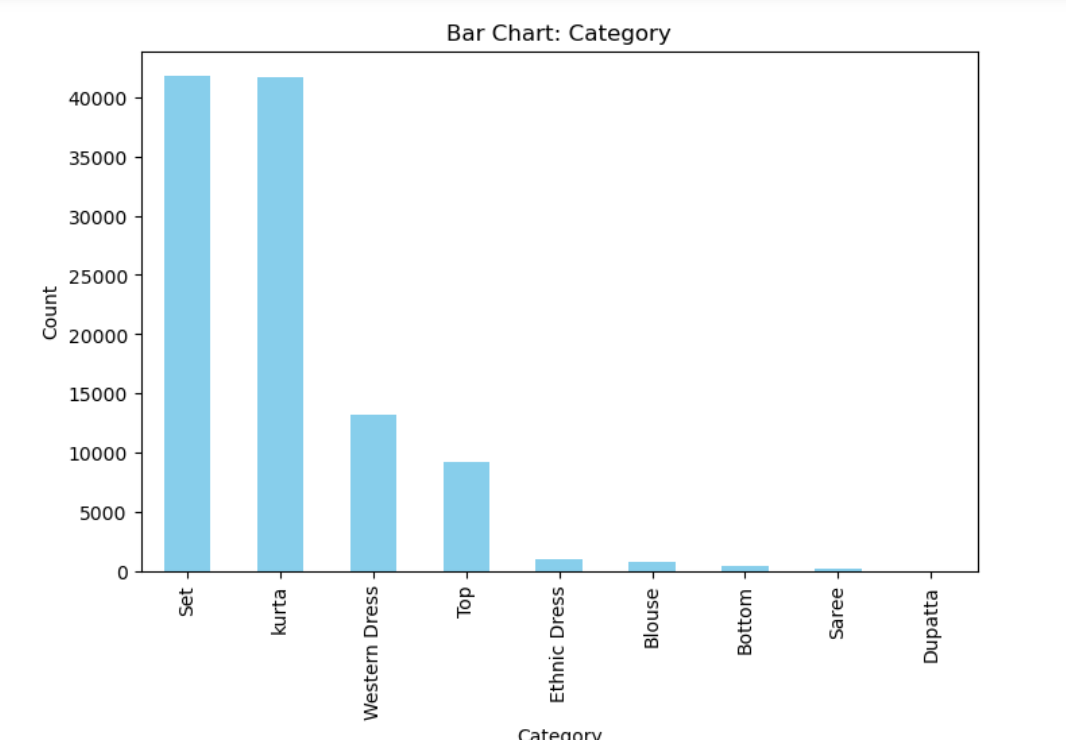 Bar Chart: Category
Count
40000
35000
30000
25000
20000
15000
10000
5000
0
Set
kurta
Western Dress
Top
Ethnic Dress
Blouse
Bottom
Saree
Dupatta
Category